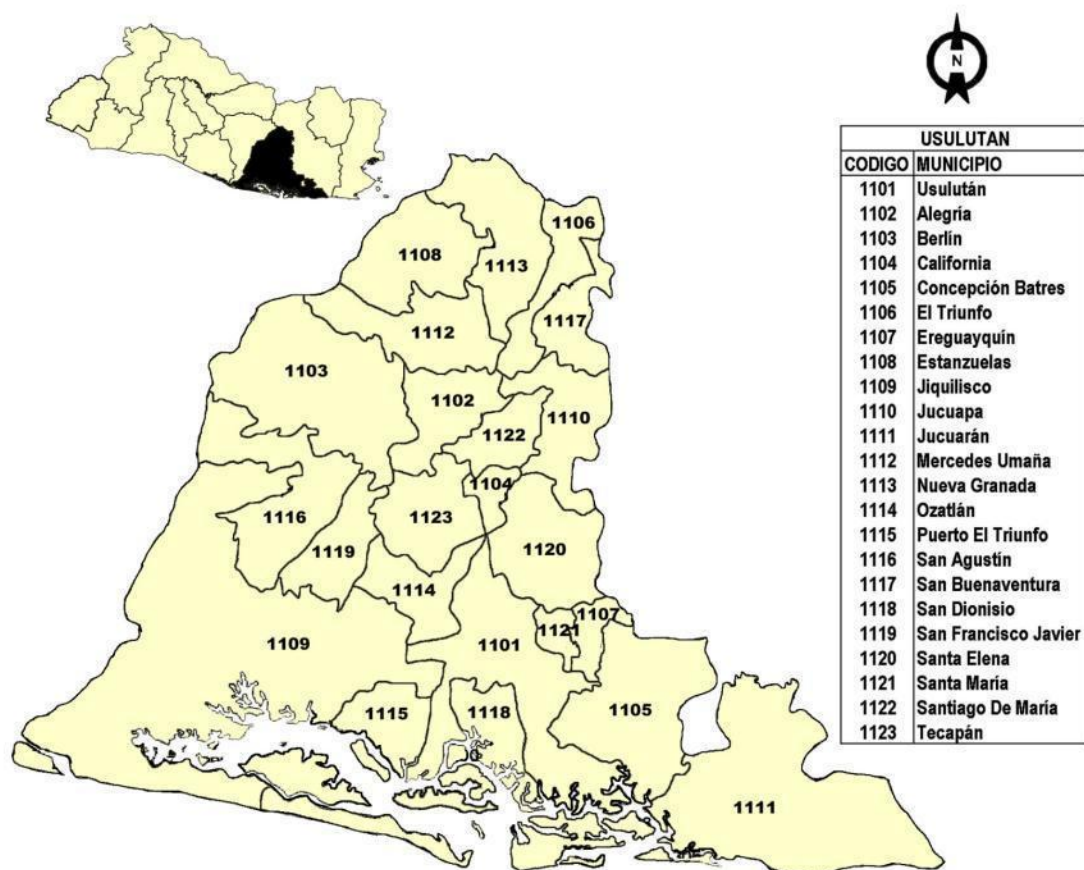 N
USULUTAN
CODIGO MUNICIPIO
1101 Usulután
1102 Alegría
1103 Berlín
1104 California
1105 Concepción Batres
1106 El Triunfo
1107 Ereguayquín
1108 Estanzuelas
1109 Jiquilisco
1110 Jucuapa
1111 Jucuarán
1112 Mercedes Umaña
1113 Nueva Granada
1114 Ozatlán
1115 Puerto El Triunfo
1116 San Agustín
1117 San Buenaventura
1118 San Dionisio
1119 San Francisco Javier
1120 Santa Elena
1121 Santa María
1122 Santiago De María
1123 Tecapán
1106
1108
1113
1117
1112
1103
1102
1110
1122
1104
1116
1123
1119
1120
1114
1107
1121
1109
1101
1105
1115
1118
1111